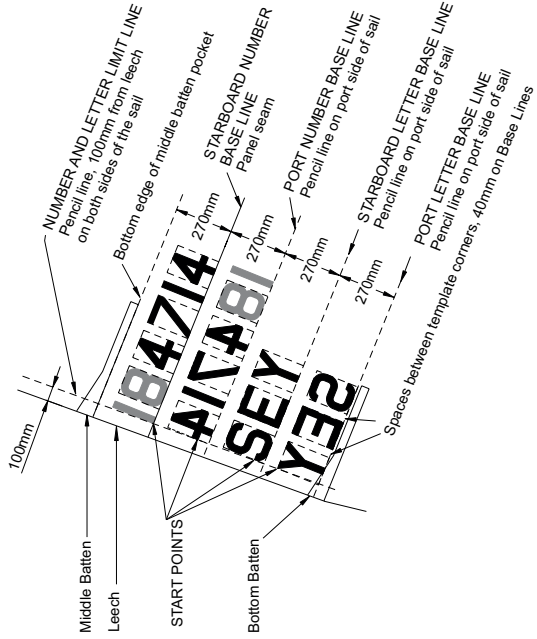 100mm
NUMBER AND LETTER LIMIT LINE
Pencil line, 100mm from leech
on both sides of the sail
Bottom edge of middle batten pocket
STARBOARD NUMBER
BASE LINE
Panel seam
PORT NUMBER BASE LINE
Pencil line on port side of sail
STARBOARD LETTER BASE LINE
Pencil line on port side of sail
PORT LETTER BASE LINE
Pencil line on port side of sail
Spaces between template corners, 40mm on Base Lines
270mm
270mm
270mm
270mm
184714
184714
SEY
SEY
Middle Batten
Leech
START POINTS
Bottom Batten